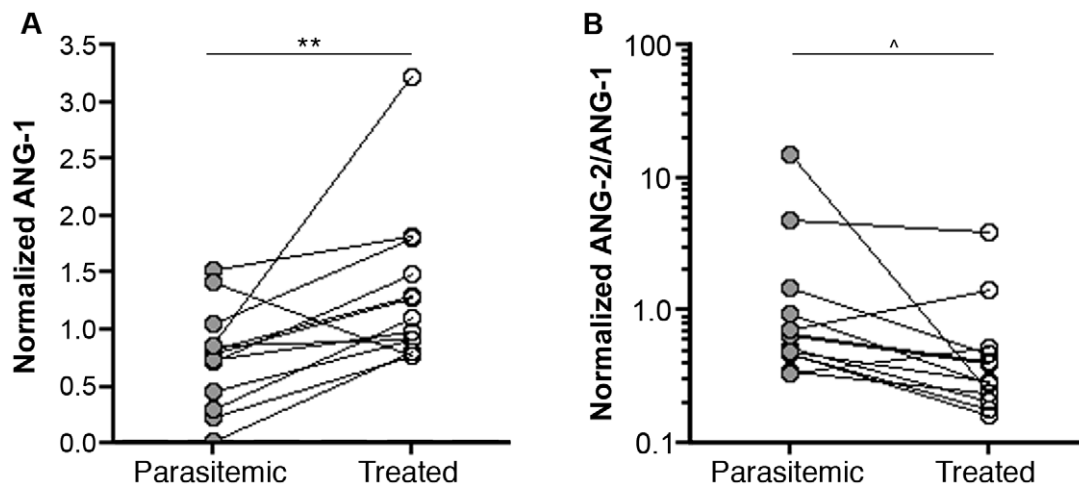 A
**
Normalized ANG-1
3.5
3.0
2.5
2.0
1.5
1.0
0.5
0.0
Parasitemic
Treated
B
^
Normalized ANG-2/ANG-1
100
10
1.0
0.1
Parasitemic
Treated